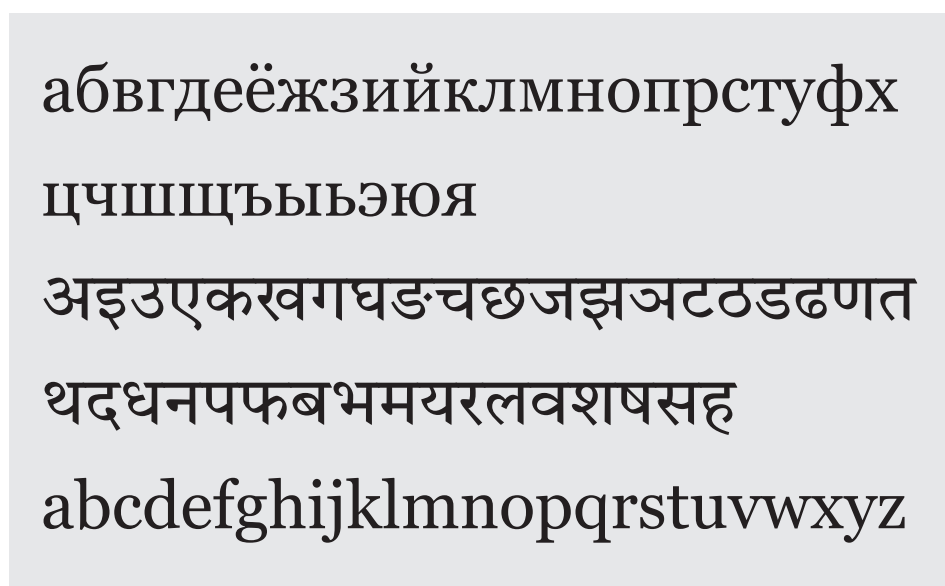 абвгдеёжзийклмнопрстуфх
цчшщъыьэюя
अइउएकखगघङचछजझञटठडढणत
थदधनपफबभमयरलवशषसह
abcdefghijklmnopqrstuvwxyz